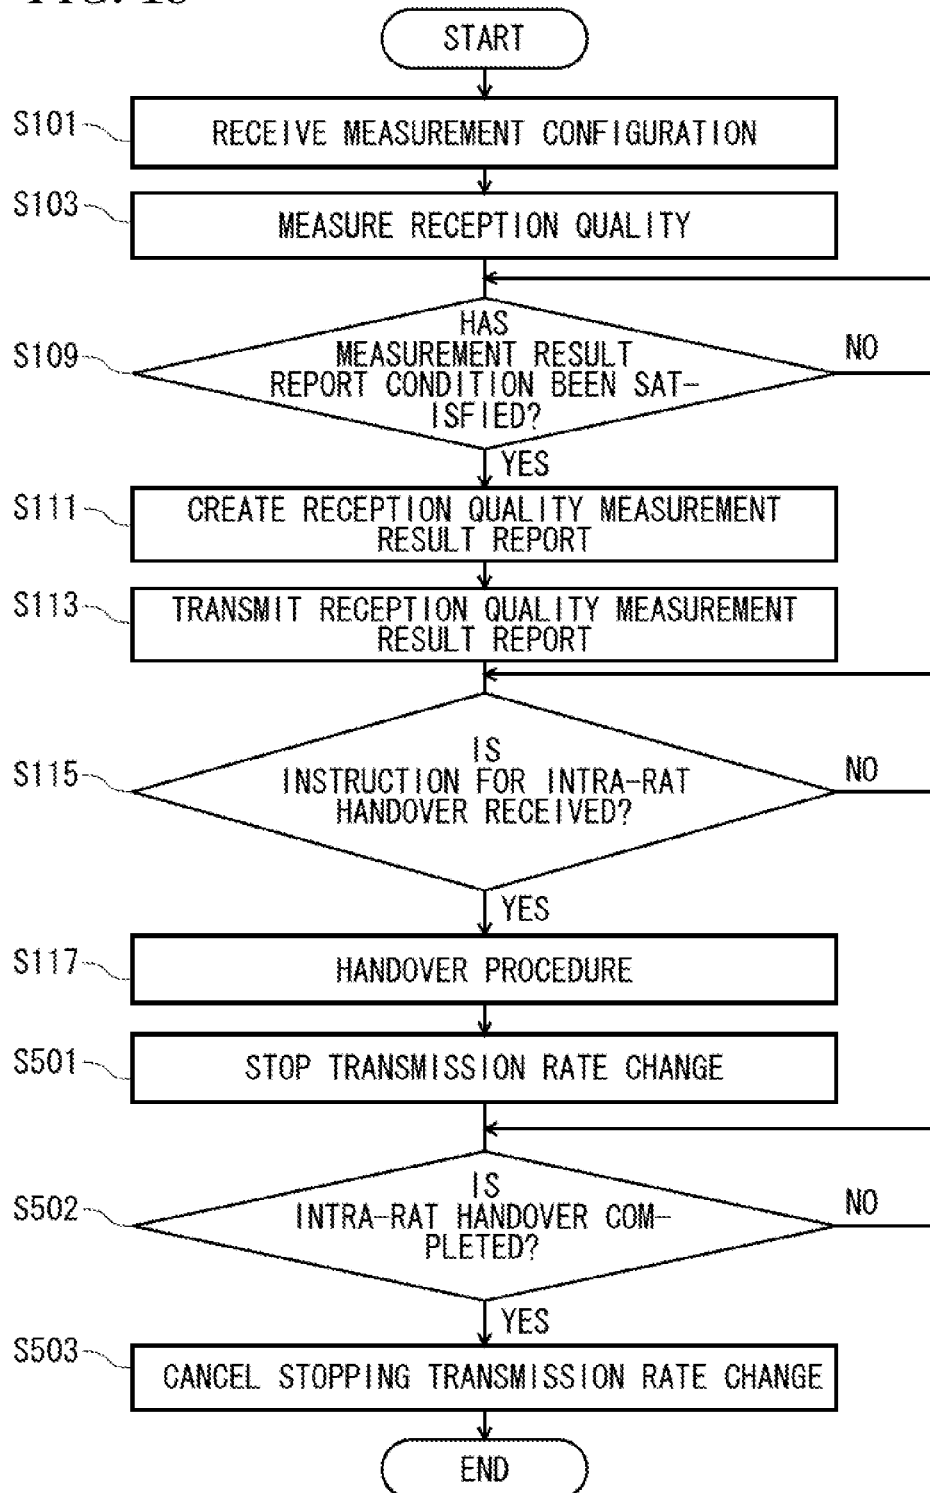 START
S101
RECEIVE MEASUREMENT CONFIGURATION
S103
MEASURE RECEPTION QUALITY
S109
HAS
MEASUREMENT RESULT
REPORT CONDITION BEEN SAT-
ISFIED?
NO
YES
S111
CREATE RECEPTION QUALITY MEASUREMENT
RESULT REPORT
S113
TRANSMIT RECEPTION QUALITY MEASUREMENT
RESULT REPORT
S115
IS
INSTRUCTION FOR INTRA-RAT
HANDOVER RECEIVED?
NO
YES
S117
HANDOVER PROCEDURE
S501
STOP TRANSMISSION RATE CHANGE
S502
IS
INTRA-RAT HANDOVER COM-
PLETED?
NO
YES
S503
CANCEL STOPPING TRANSMISSION RATE CHANGE
END